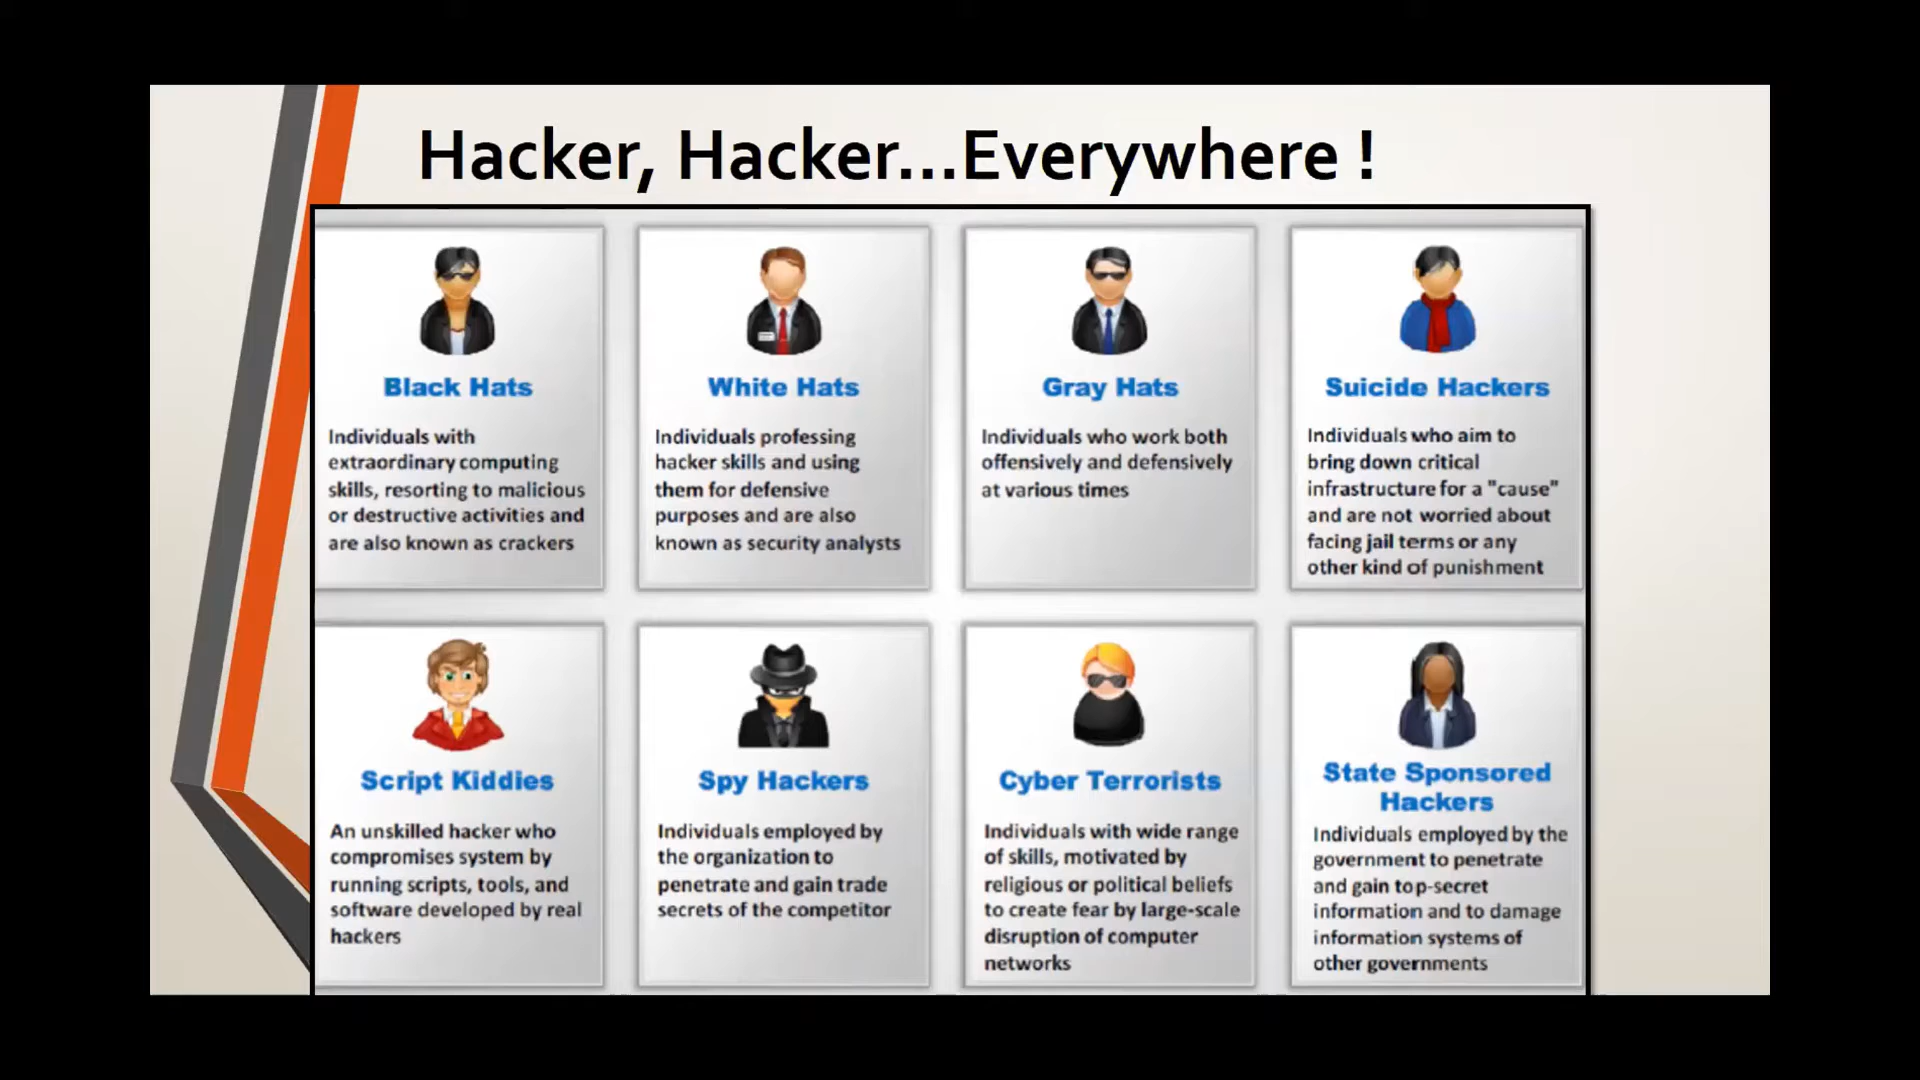 Hacker, Hacker...Everywhere !
Black Hats
Individuals with
extraordinary computing
skills, resorting to malicious
or destructive activities and
are also known as crackers
White Hats
Individuals professing
hacker skills and using
them for defensive
purposes and are also
known as security analysts
Gray Hats
Individuals who work both
offensively and defensively
at various times
Suicide Hackers
Individuals who aim to
bring down critical
infrastructure for a "cause"
and are not worried about
facing jail terms or any
other kind of punishment
Script Kiddies
An unskilled hacker who
compromises system by
running scripts, tools, and
software developed by real
hackers
Spy Hackers
Individuals employed by
the organization to
penetrate and gain trade
secrets of the competitor
Cyber Terrorists
Individuals with wide range
of skills, motivated by
religious or political beliefs
to create fear by large-scale
disruption of computer
networks
State Sponsored
Hackers
Individuals employed by the
government to penetrate
and gain top-secret
information and to damage
information systems of
other governments